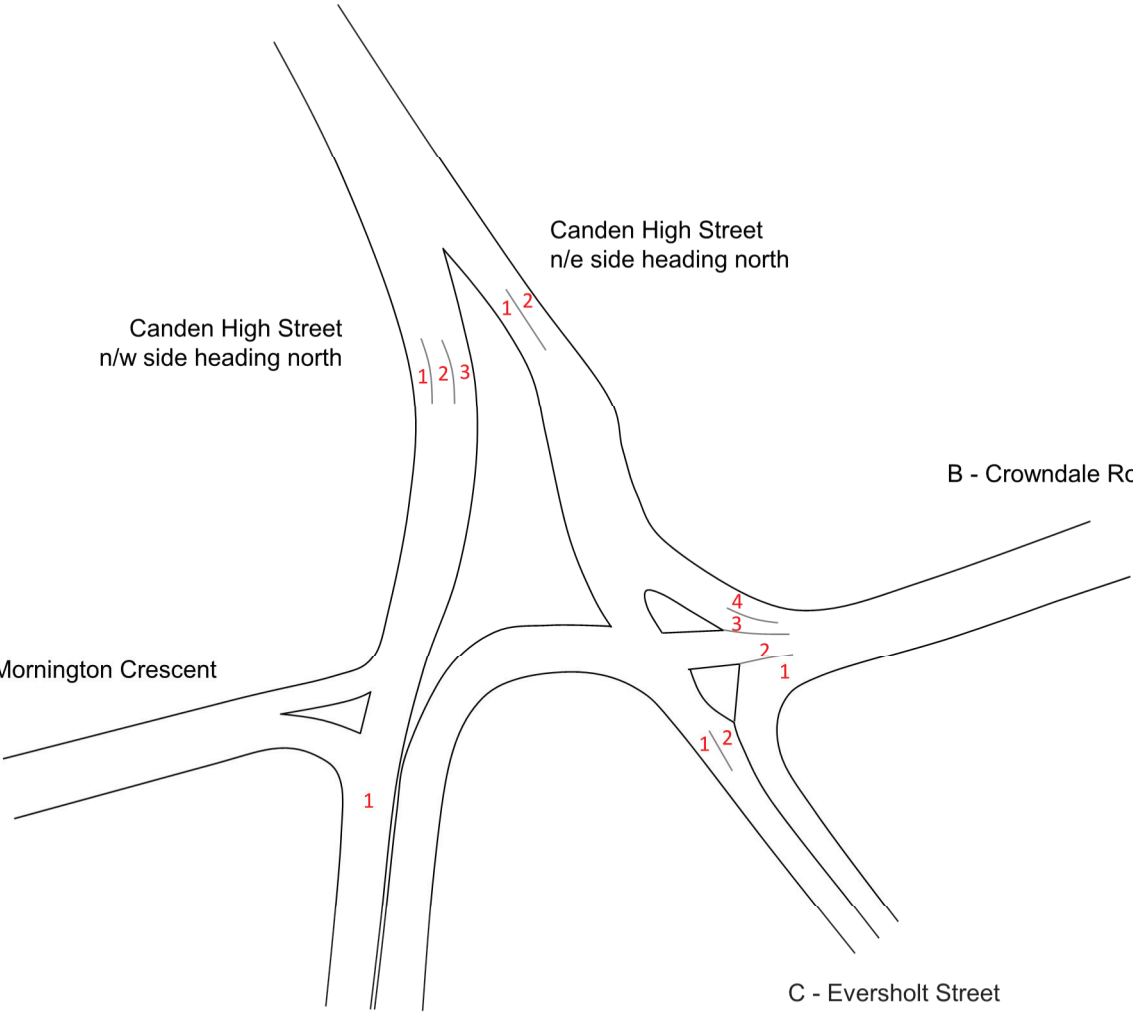 Canden High Street
n/e side heading north
1 2
Canden High Street
n/w side heading north
1 2 3
B - Crowndale Ro
4
3
2
1
Mornington Crescent
1 2
1
C - Eversholt Street